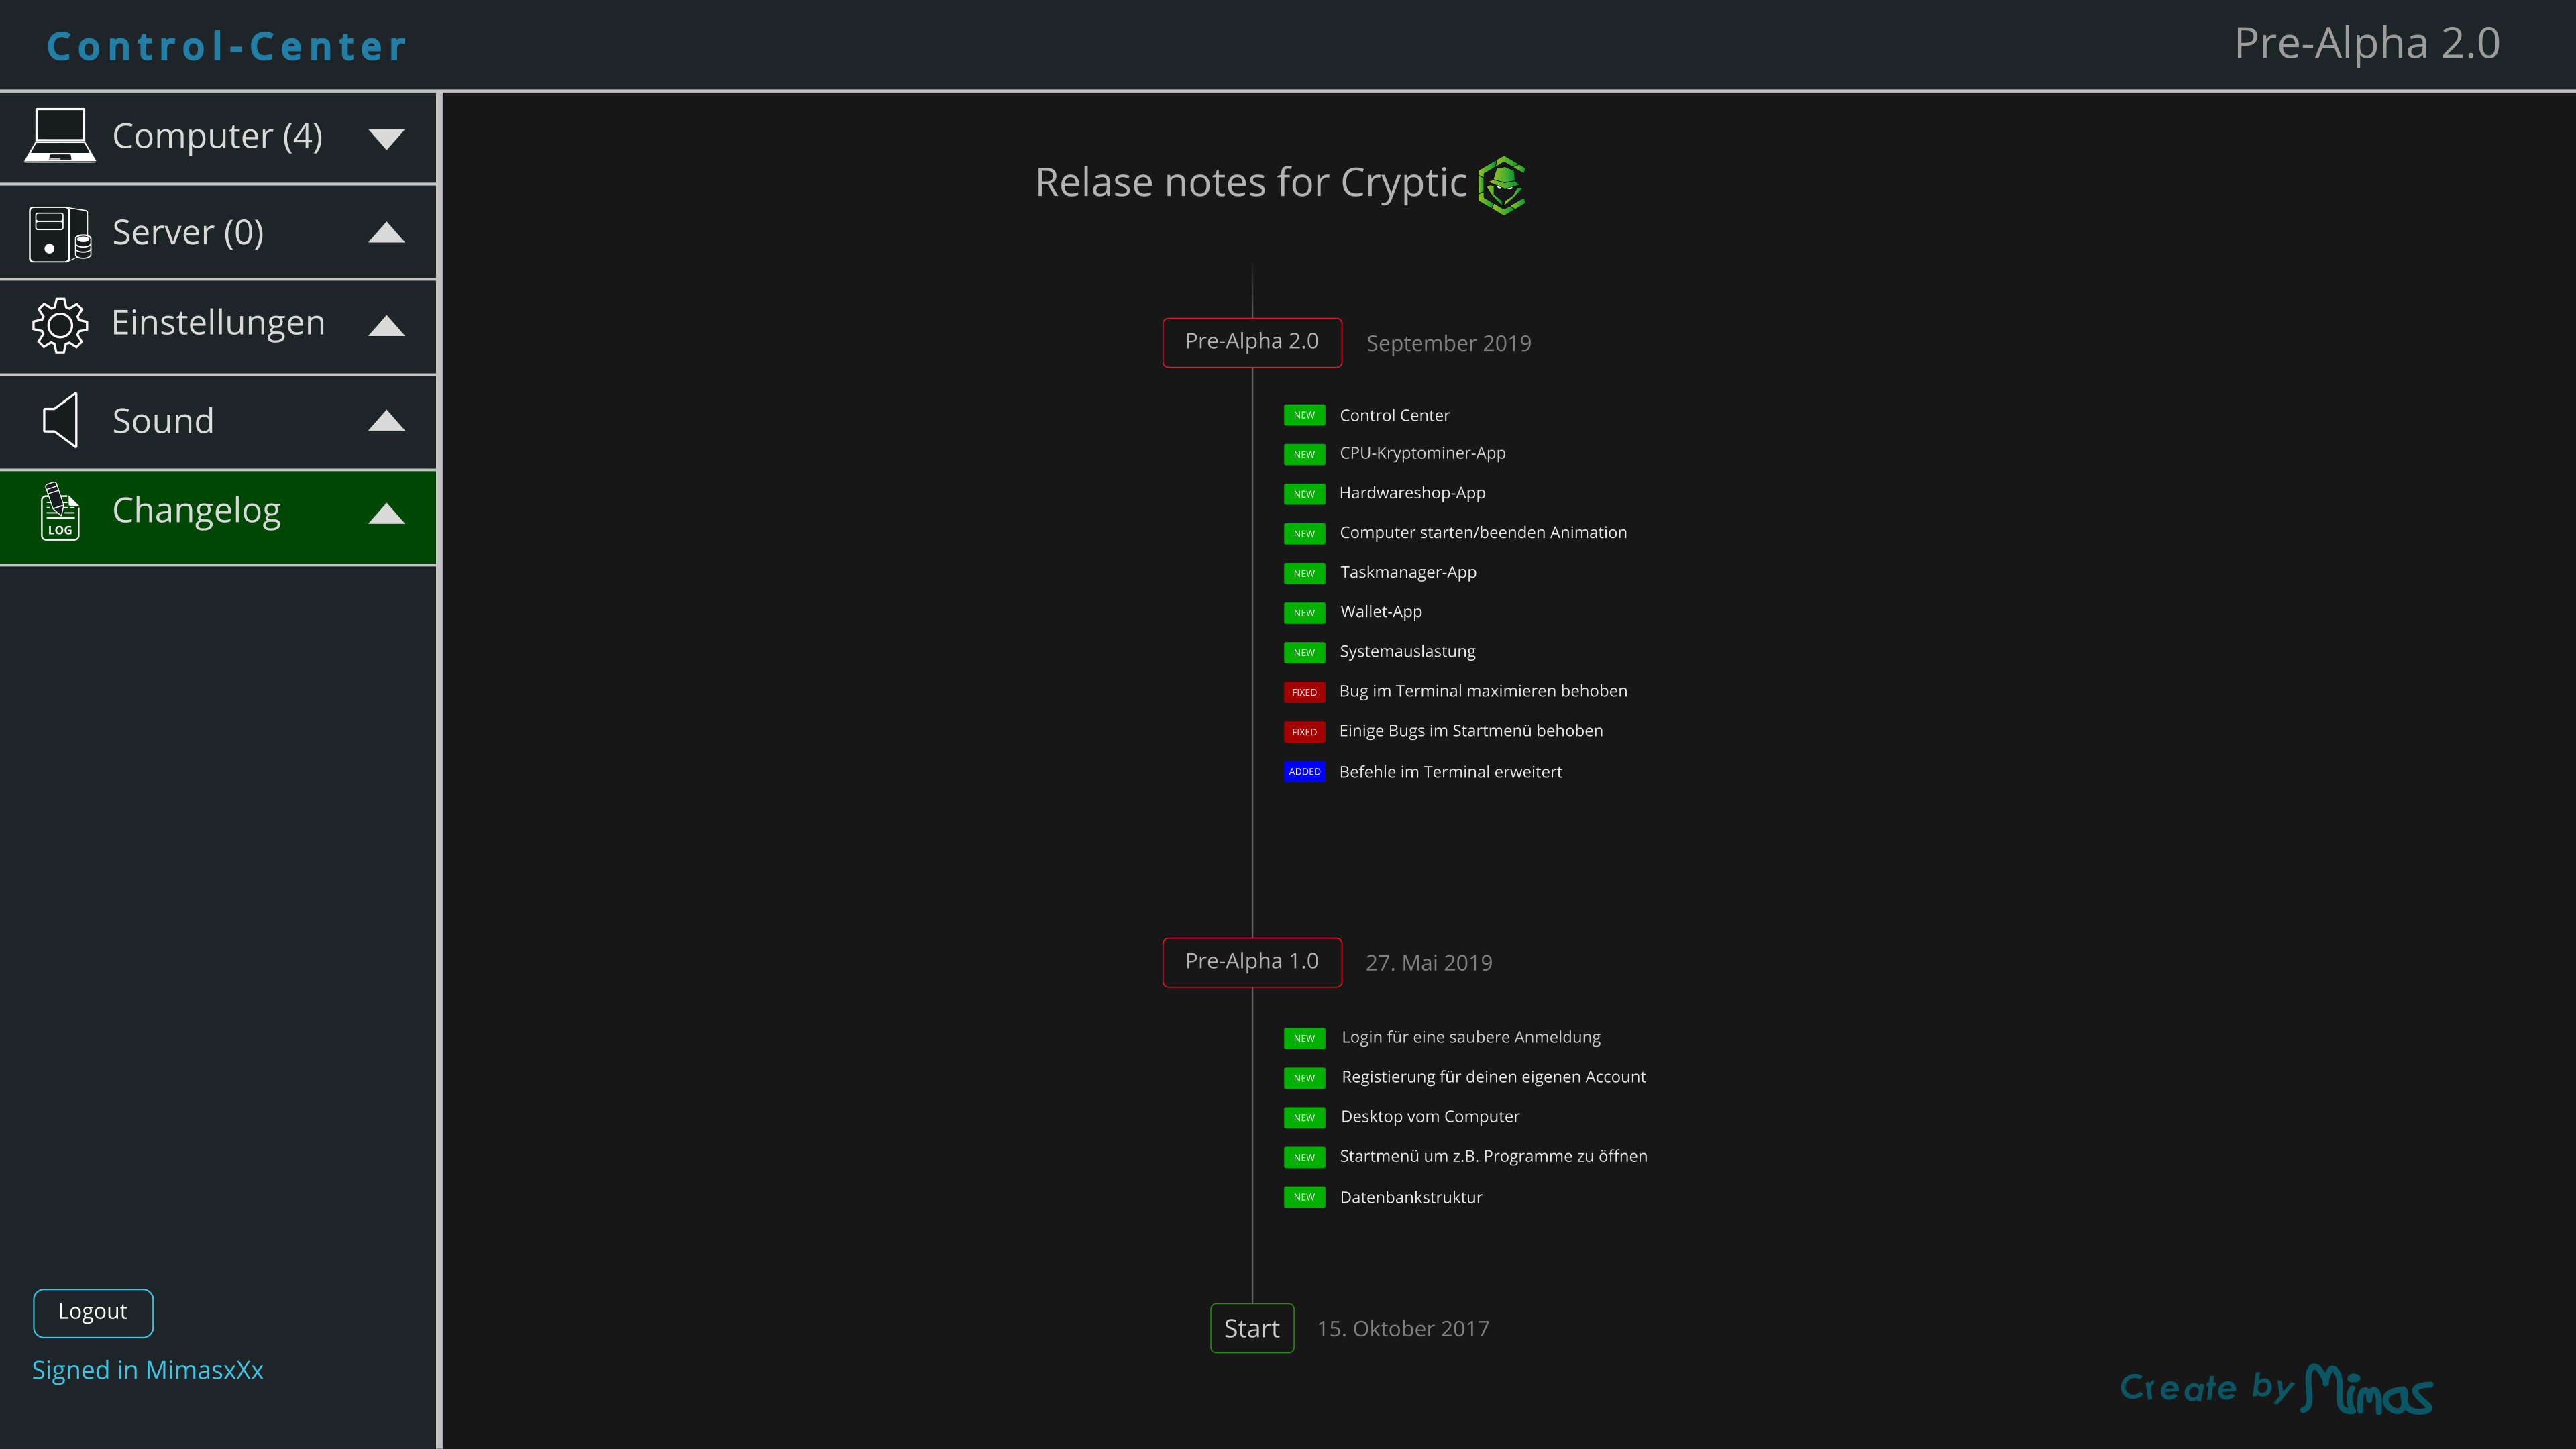 Control-Center
Pre-Alpha 2.0
Computer (4)
Server (0)
Einstellungen
Sound
LOG
Changelog
Logout
Signed in MimasxXx
Relase notes for Cryptic
Pre-Alpha 2.0
September 2019
NEW Control Center
NEW CPU-Kryptominer-App
NEW Hardwareshop-App
NEW Computer starten/beenden Animation
NEW Taskmanager-App
NEW Wallet-App
NEW Systemauslastung
FIXED Bug im Terminal maximieren behoben
FIXED Einige Bugs im Startmenü behoben
ADDED Befehle im Terminal erweitert
Pre-Alpha 1.0
27. Mai 2019
NEW Login für eine saubere Anmeldung
NEW Registierung für deinen eigenen Account
NEW Desktop vom Computer
NEW Startmenü um z.B. Programme zu öffnen
NEW Datenbankstruktur
Start
15. Oktober 2017
Create by Mimas